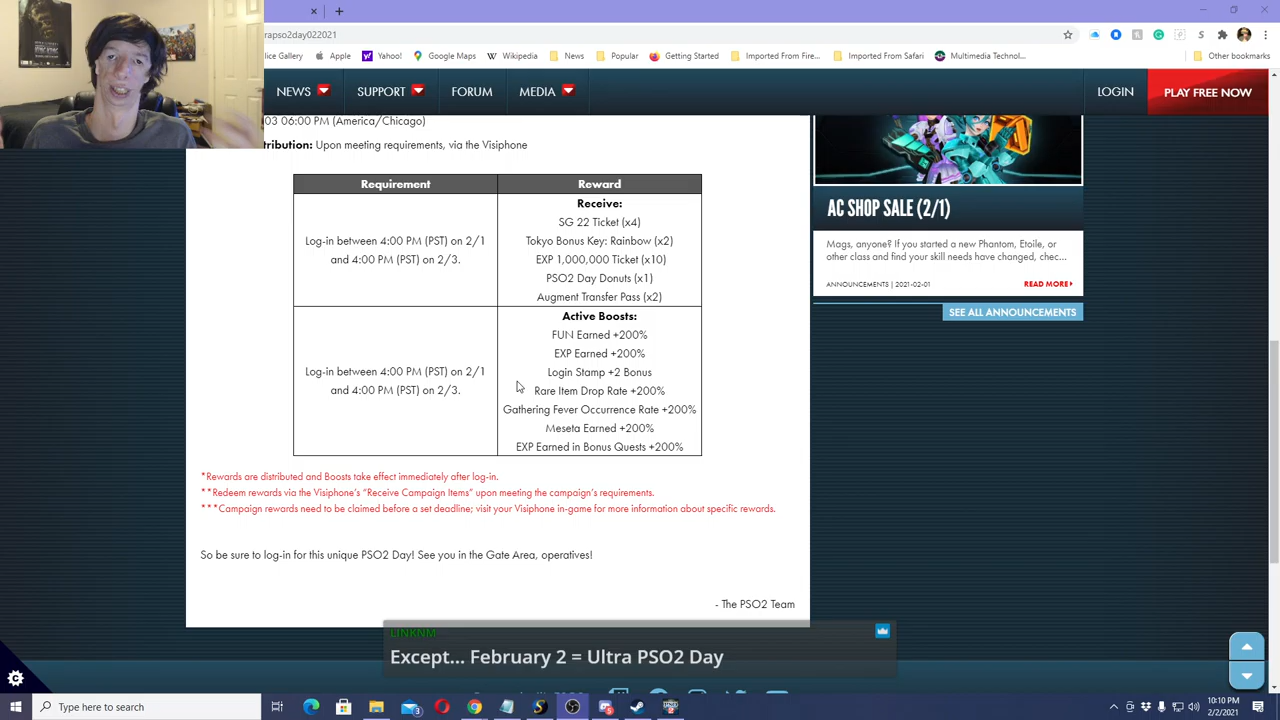 rapso2day022021
lice Gallery
Apple
Yahoo!
Google Maps
Wikipedia
News
Popular
Getting Started
Imported From Fire...
Imported From Safari
Multimedia Technol...
Other bookmarks
NEWS
SUPPORT
FORUM
MEDIA
LOGIN
PLAY FREE NOW
03 06:00 PM (America/Chicago)
tribution: Upon meeting requirements, via the Visiphone
Requirement
Reward
Log-in between 4:00 PM (PST) on 2/1
and 4:00 PM (PST) on 2/3.
Receive:
SG 22 Ticket (x4)
Tokyo Bonus Key: Rainbow (x2)
EXP 1,000,000 Ticket (x10)
PSO2 Day Donuts (x1)
Augment Transfer Pass (x2)
Log-in between 4:00 PM (PST) on 2/1
and 4:00 PM (PST) on 2/3.
Active Boosts:
FUN Earned +200%
EXP Earned +200%
Login Stamp +2 Bonus
Rare Item Drop Rate +200%
Gathering Fever Occurrence Rate +200%
Meseta Earned +200%
EXP Earned in Bonus Quests +200%
*Rewards are distributed and Boosts take effect immediately after log-in.
**Redeem rewards via the Visiphone's "Receive Campaign Items" upon meeting the campaign's requirements.
***Campaign rewards need to be claimed before a set deadline; visit your Visiphone in-game for more information about specific rewards.
So be sure to log-in for this unique PSO2 Day! See you in the Gate Area, operatives!
- The PSO2 Team
AC SHOP SALE (2/1)
Mags, anyone? If you started a new Phantom, Etoile, or
other class and find your skill needs have changed, chec...
ANNOUNCEMENTS | 2021-02-01
READ MORE
SEE ALL ANNOUNCEMENTS
LINKNM
Except... February 2 = Ultra PSO2 Day
Type here to search
10:10 PM
2/2/2021